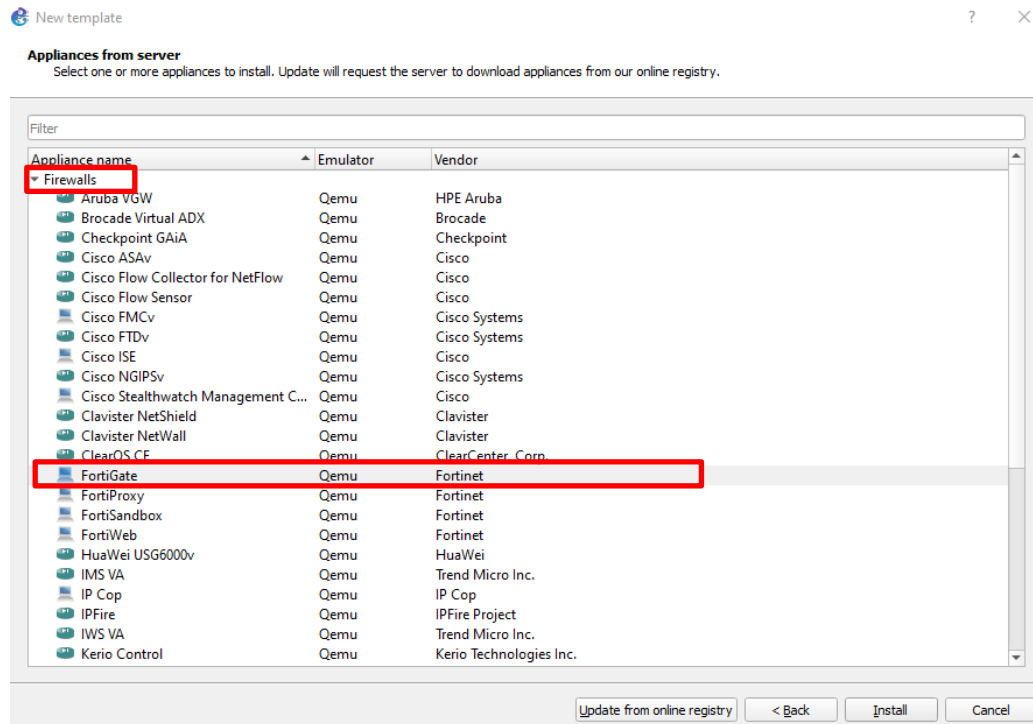 New template
Appliances from server
Select one or more appliances to install. Update will request the server to download appliances from our online registry.
Filter
Appliance name Emulator Vendor
Firewalls
Aruba VGW Qemu HPE Aruba
Brocade Virtual ADX Qemu Brocade
Checkpoint GAiA Qemu Checkpoint
Cisco ASAv Qemu Cisco
Cisco Flow Collector for NetFlow Qemu Cisco
Cisco Flow Sensor Qemu Cisco
Cisco FMCv Qemu Cisco Systems
Cisco FTDv Qemu Cisco Systems
Cisco ISE Qemu Cisco
Cisco NGIPSv Qemu Cisco Systems
Cisco Stealthwatch Management C... Qemu Cisco
Clavister NetShield Qemu Clavister
Clavister NetWall Qemu Clavister
ClearOS CE Qemu ClearCenter, Corp.
FortiGate Qemu Fortinet
FortiProxy Qemu Fortinet
FortiSandbox Qemu Fortinet
FortiWeb Qemu Fortinet
HuaWei USG6000v Qemu HuaWei
IMS VA Qemu Trend Micro Inc.
IP Cop Qemu IP Cop
IPFire Qemu IPFire Project
IWS VA Qemu Trend Micro Inc.
Kerio Control Qemu Kerio Technologies Inc.
Update from online registry < Back Install Cancel